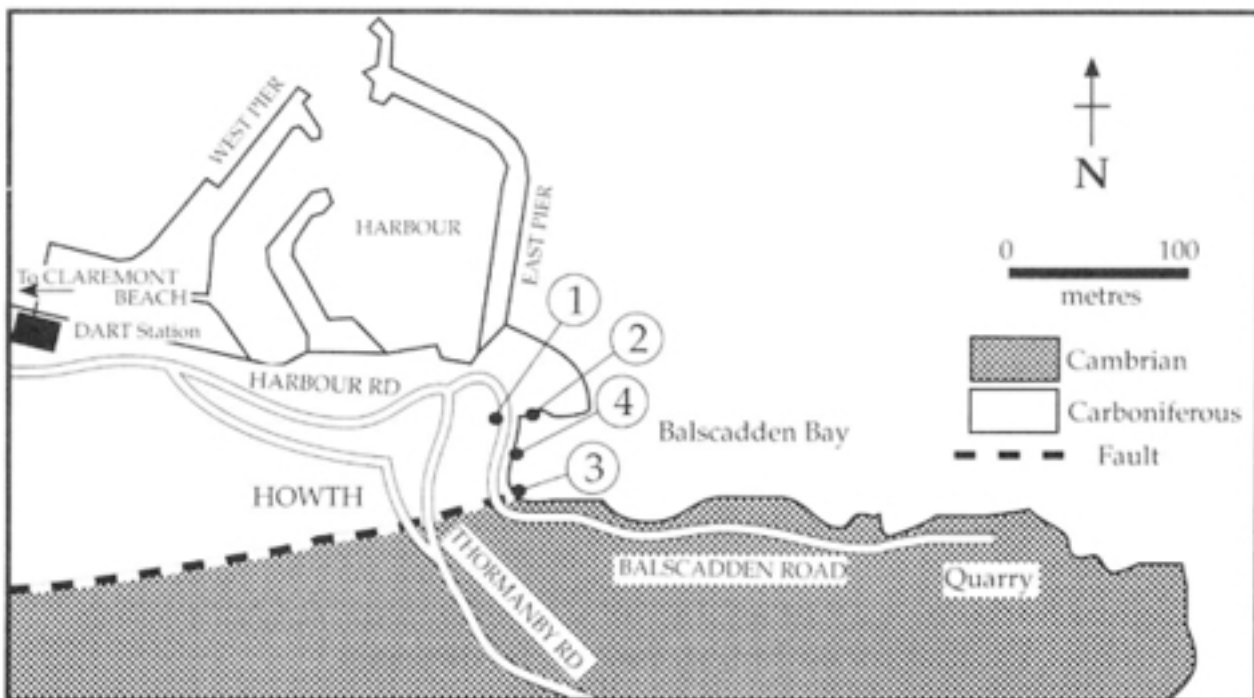 WEST PIER
HARBOUR
EAST PIER
N
0 100
metres
To CLAREMONT
BEACH
DART Station
1
2
HARBOUR RD
4
3
Balscadden Bay
Cambrian
Carboniferous
Fault
HOWTH
THORMANBY RD
BALSCADDEN ROAD
Quarry